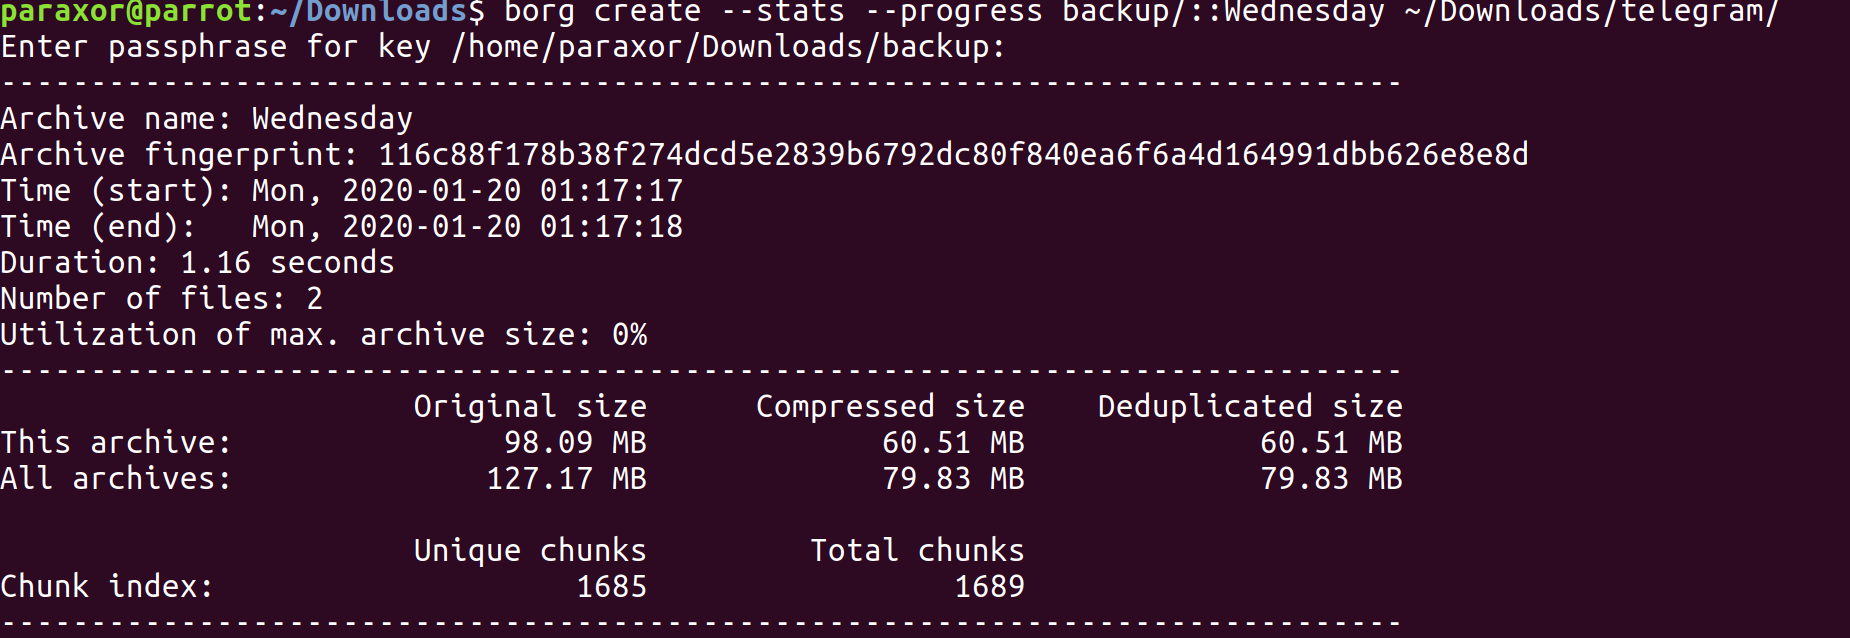 paraxor@parrot:~/Downloads$ borg create --stats --progress backup/::Wednesday ~/Downloads/telegram/
Enter passphrase for key /home/paraxor/Downloads/backup:
------------------------------------------------------------------------------
Archive name: Wednesday
Archive fingerprint: 116c88f178b38f274dcd5e2839b6792dc80f840ea6f6a4d164991dbb626e8e8d
Time (start): Mon, 2020-01-20 01:17:17
Time (end):   Mon, 2020-01-20 01:17:18
Duration: 1.16 seconds
Number of files: 2
Utilization of max. archive size: 0%
------------------------------------------------------------------------------
                       Original size      Compressed size    Deduplicated size
This archive:               98.09 MB             60.51 MB             60.51 MB
All archives:              127.17 MB             79.83 MB             79.83 MB
                       Unique chunks         Total chunks
Chunk index:                    1685                 1689
------------------------------------------------------------------------------